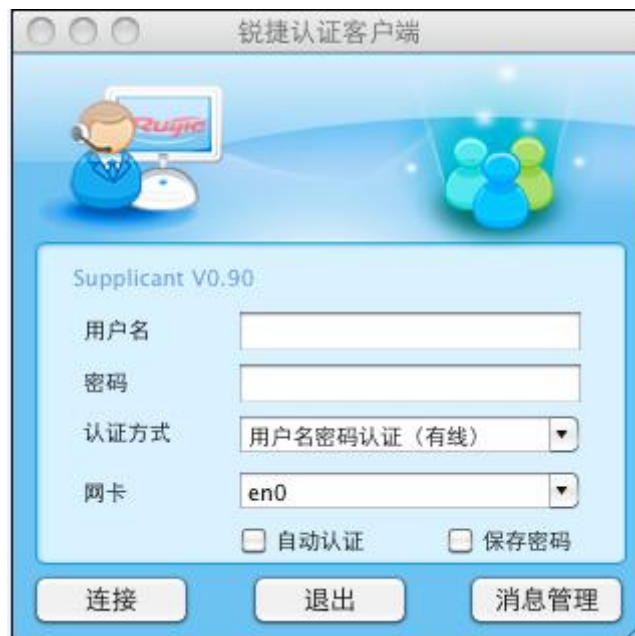 锐捷认证客户端
Ruijie
Supplicant V0.90
用户名
密码
认证方式 用户名密码认证（有线）
网卡 en0
自动认证 保存密码
连接 退出 消息管理